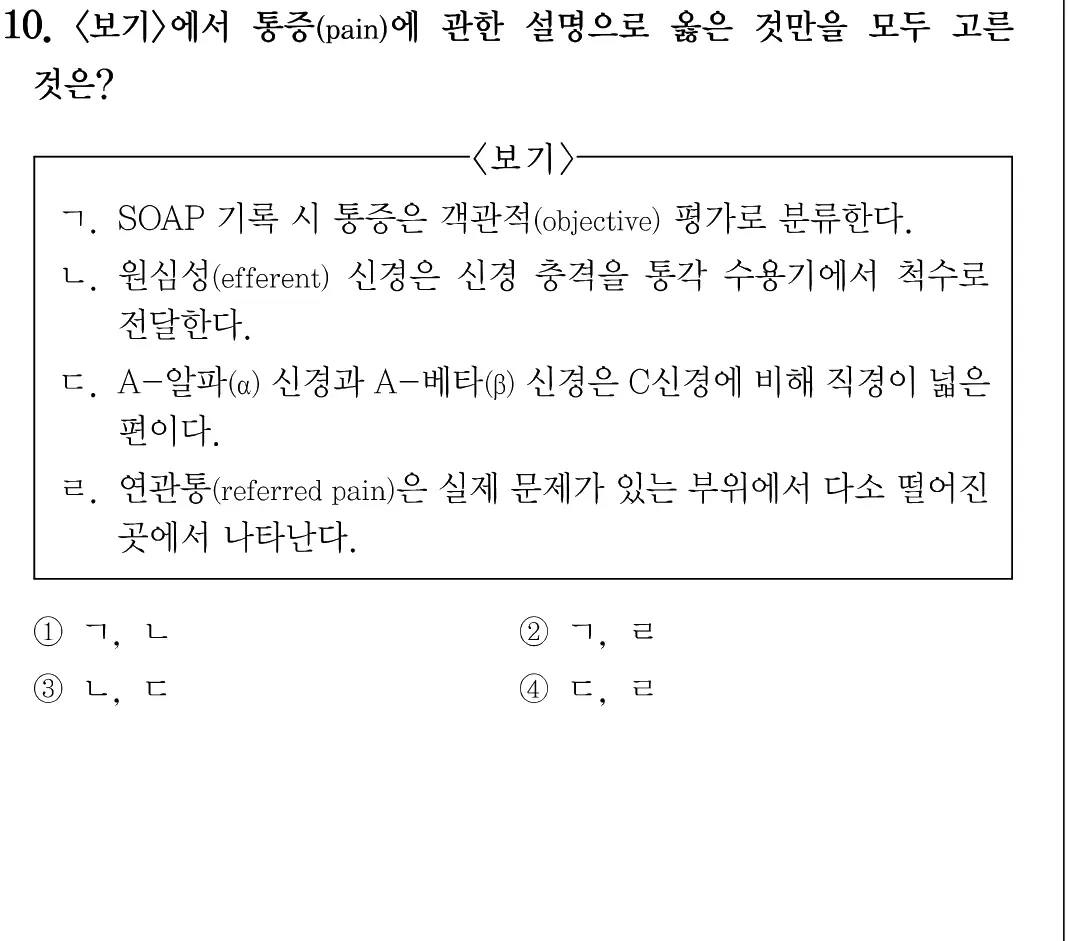 10. 〈보기〉에서 통증(pain)에 관한 설명으로 옳은 것만을 모두 고른
것은?
〈보기〉
ㄱ. SOAP 기록 시 통증은 객관적(objective) 평가로 분류한다.
ㄴ. 원심성(efferent) 신경은 신경 충격을 통각 수용기에서 척수로
전달한다.
ㄷ. A-알파(α) 신경과 A-베타(β) 신경은 C신경에 비해 직경이 넓은
편이다.
ㄹ. 연관통(referred pain)은 실제 문제가 있는 부위에서 다소 떨어진
곳에서 나타난다.
① ㄱ, ㄴ ② ㄱ, ㄹ
③ ㄴ, ㄷ ④ ㄷ, ㄹ